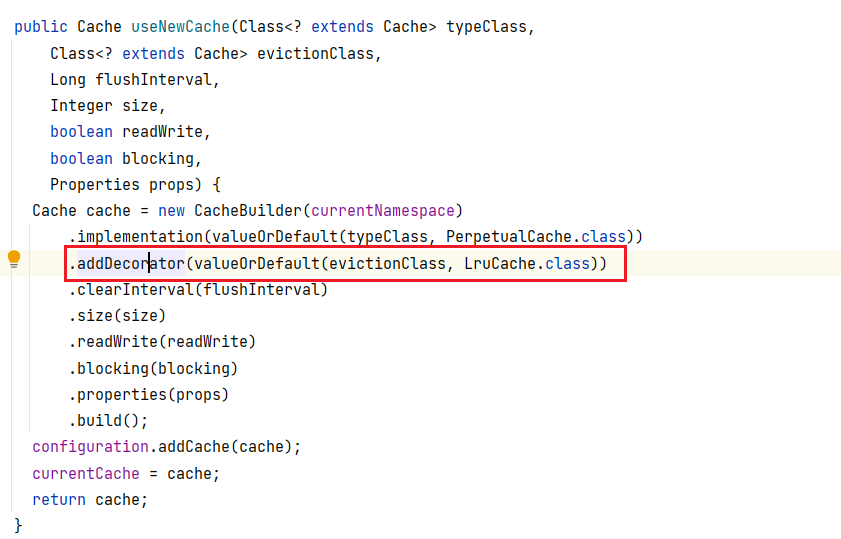 public Cache useNewCache(Class<? extends Cache> typeClass,
    Class<? extends Cache> evictionClass,
    Long flushInterval,
    Integer size,
    boolean readWrite,
    boolean blocking,
    Properties props) {
  Cache cache = new CacheBuilder(currentNamespace)
      .implementation(valueOrDefault(typeClass, PerpetualCache.class))
      .addDecorator(valueOrDefault(evictionClass, LruCache.class))
      .clearInterval(flushInterval)
      .size(size)
      .readWrite(readWrite)
      .blocking(blocking)
      .properties(props)
      .build();
  configuration.addCache(cache);
  currentCache = cache;
  return cache;
}